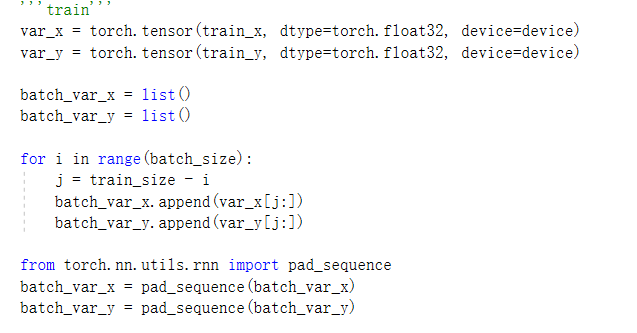 '''train'''
var_x = torch.tensor(train_x, dtype=torch.float32, device=device)
var_y = torch.tensor(train_y, dtype=torch.float32, device=device)
batch_var_x = list()
batch_var_y = list()
for i in range(batch_size):
    j = train_size - i
    batch_var_x.append(var_x[j:])
    batch_var_y.append(var_y[j:])
from torch.nn.utils.rnn import pad_sequence
batch_var_x = pad_sequence(batch_var_x)
batch_var_y = pad_sequence(batch_var_y)